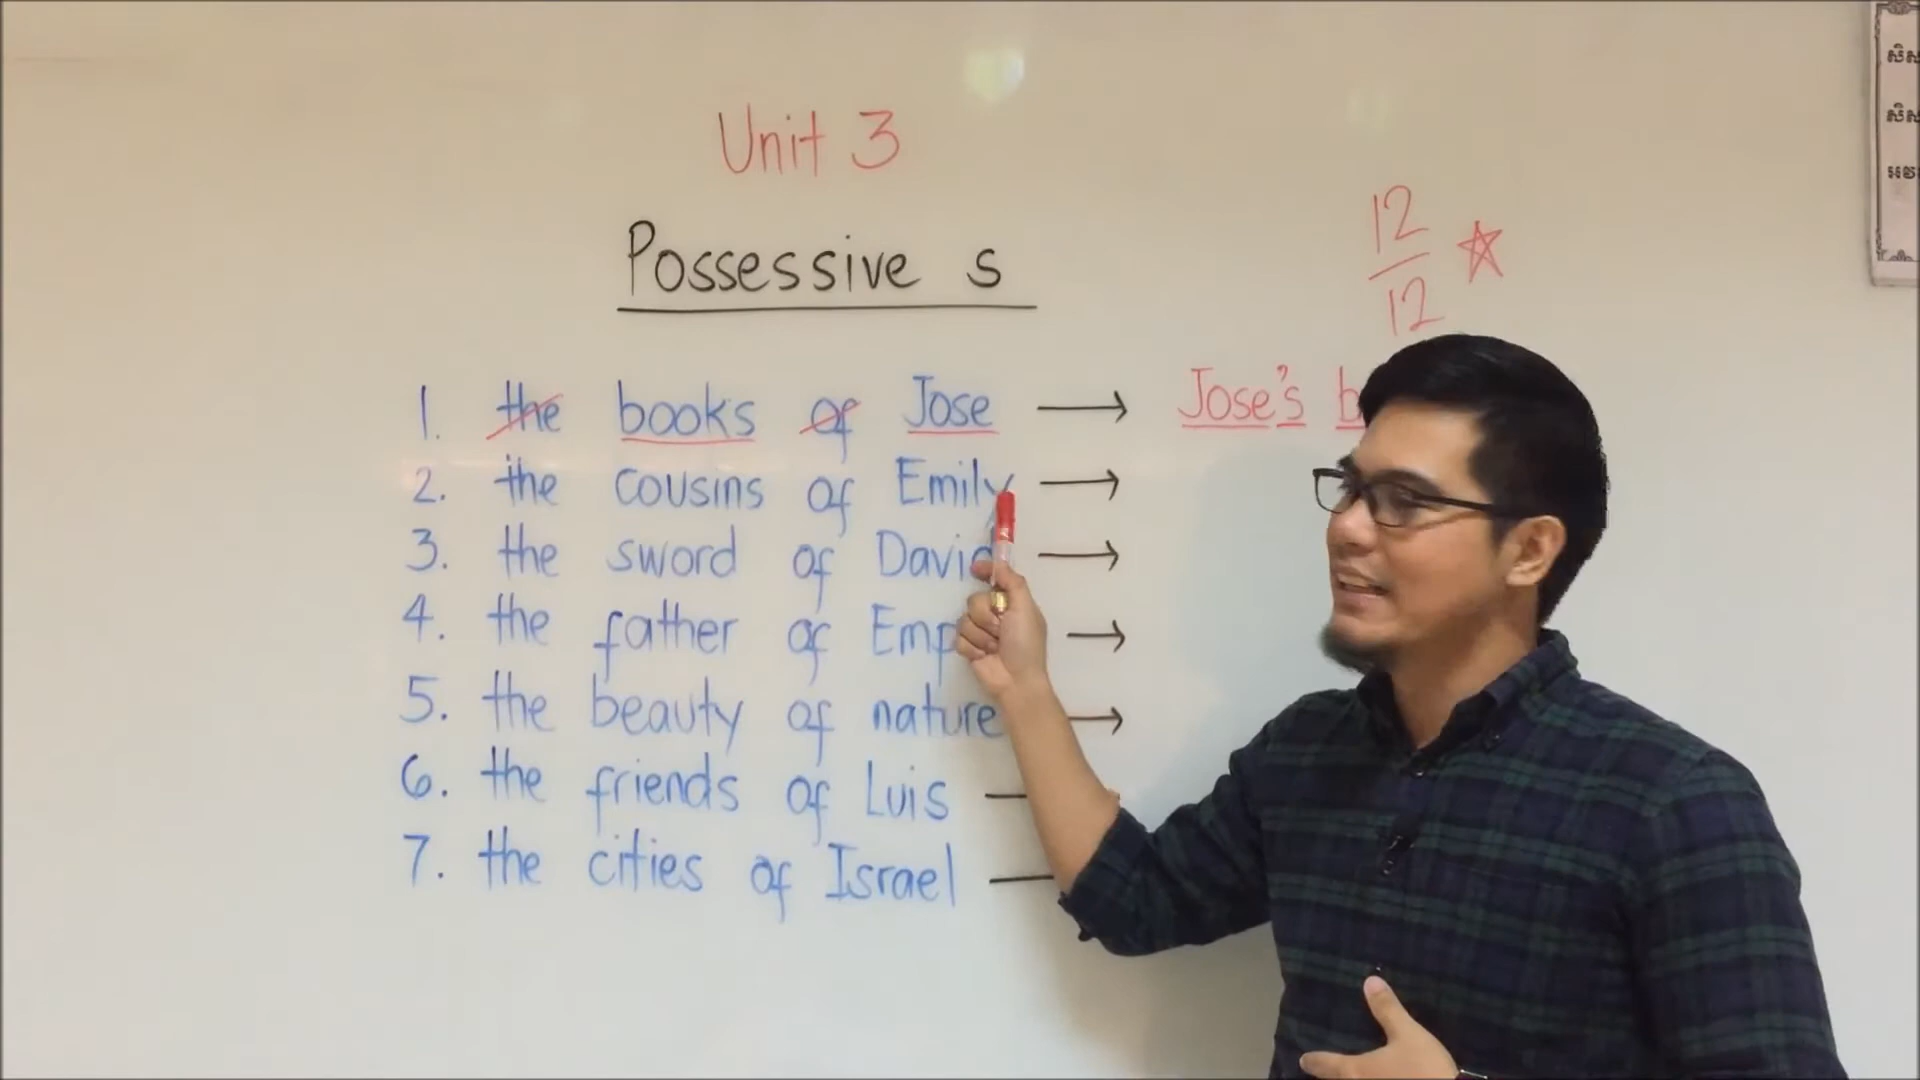 Unit 3
12
12
Possessive s
1. the books of Jose → Jose's
2. the cousins of Emily →
3. the sword of David →
4. the father of →
5. the beauty of nature →
6. the friends of Luis
7. the cities of Israel